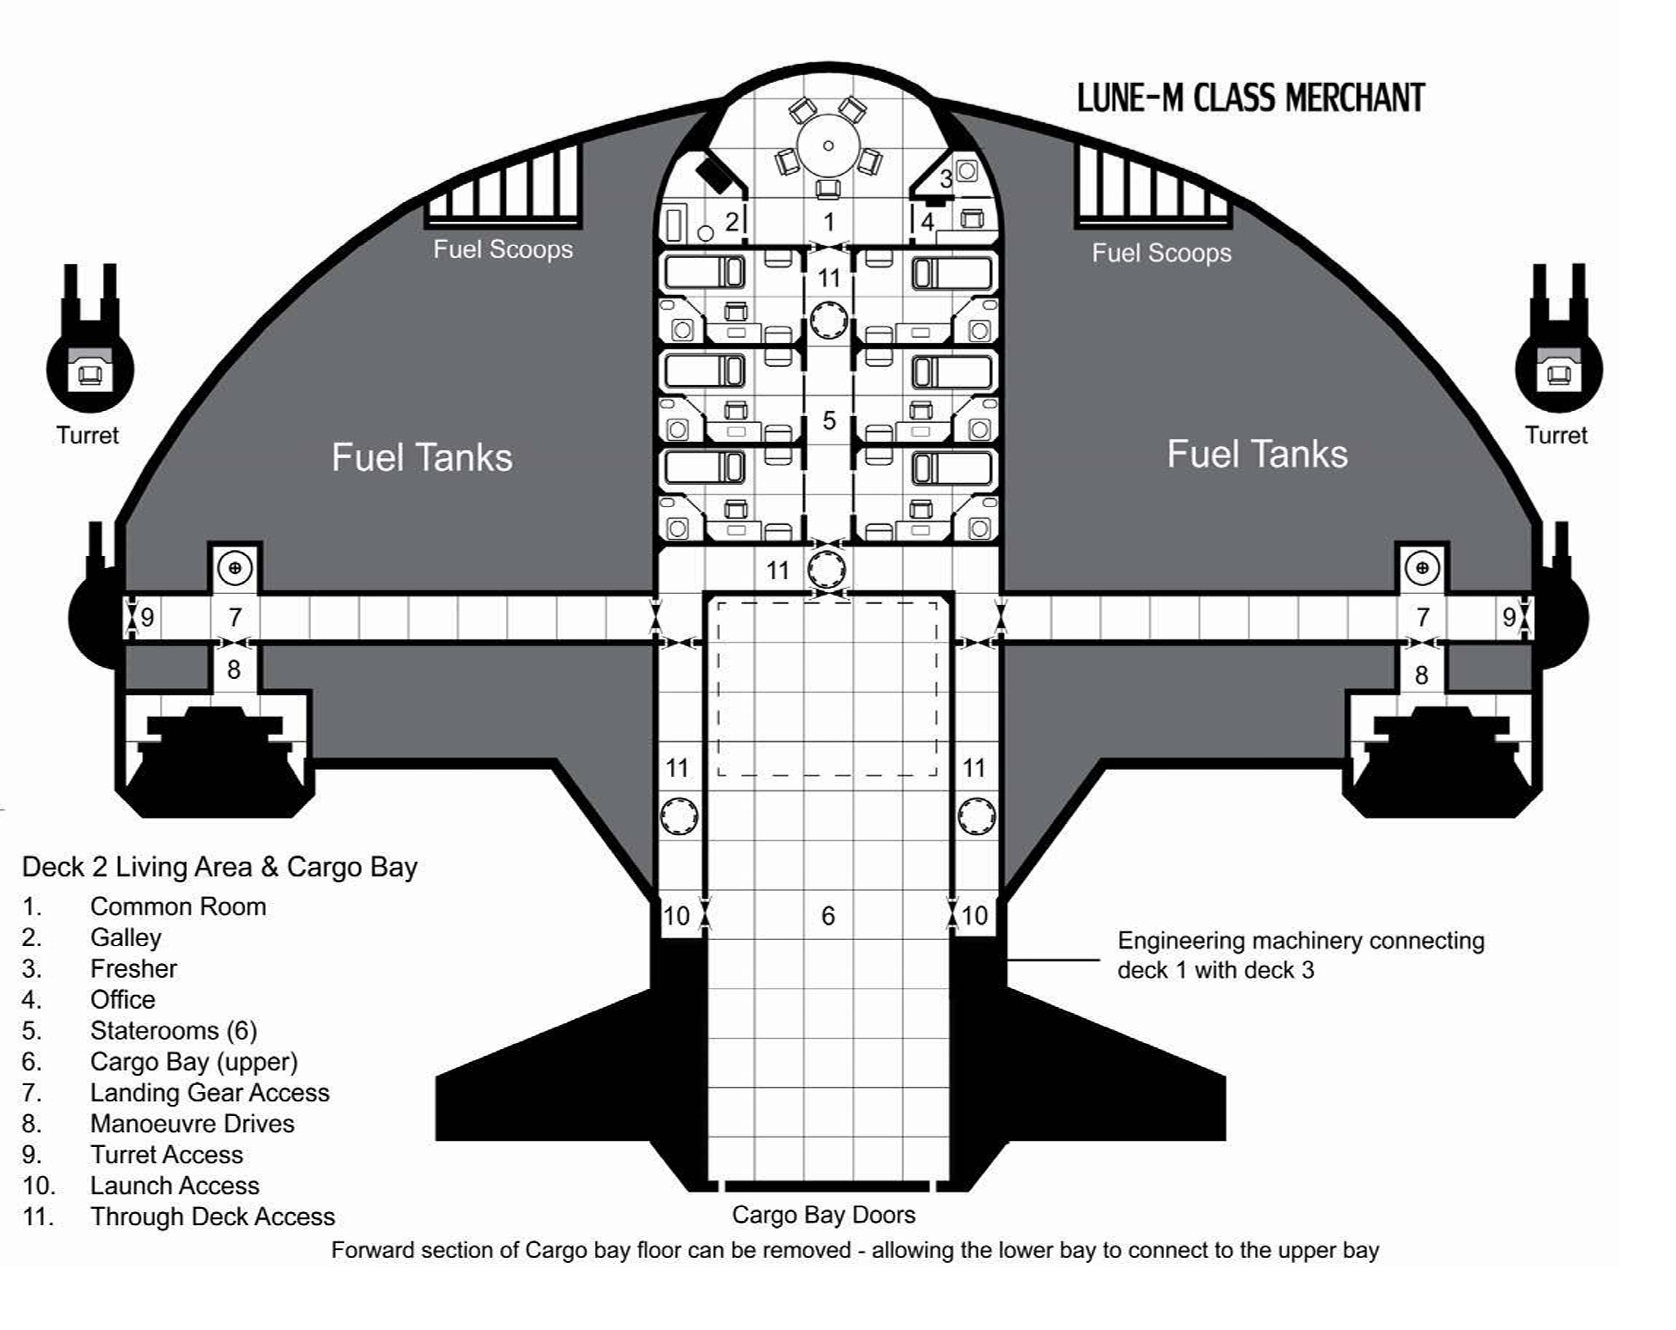 LUNE-M CLASS MERCHANT
3
2
1
4
Fuel Scoops
Fuel Scoops
11
Turret
Turret
5
Fuel Tanks
Fuel Tanks
11
9
7
7
9
8
8
11
11
10
6
10
Deck 2 Living Area & Cargo Bay
1. Common Room
2. Galley
3. Fresher
4. Office
5. Staterooms (6)
6. Cargo Bay (upper)
7. Landing Gear Access
8. Manoeuvre Drives
9. Turret Access
10. Launch Access
11. Through Deck Access
Engineering machinery connecting
deck 1 with deck 3
Cargo Bay Doors
Forward section of Cargo bay floor can be removed - allowing the lower bay to connect to the upper bay